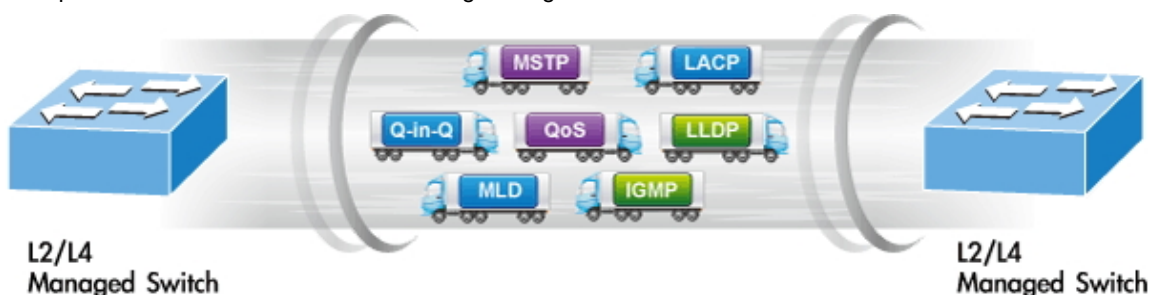 MSTP LACP
Q-in-Q QoS LLDP
MLD IGMP
L2/L4 L2/L4
Managed Switch Managed Switch